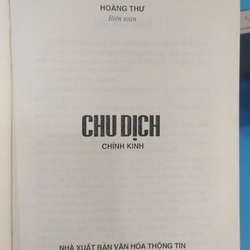 HOÀNG THƯ
Biên soạn
CHU DỊCH
CHÍNH KINH
NHÀ XUẤT BẢN VĂN HÓA THÔNG TIN